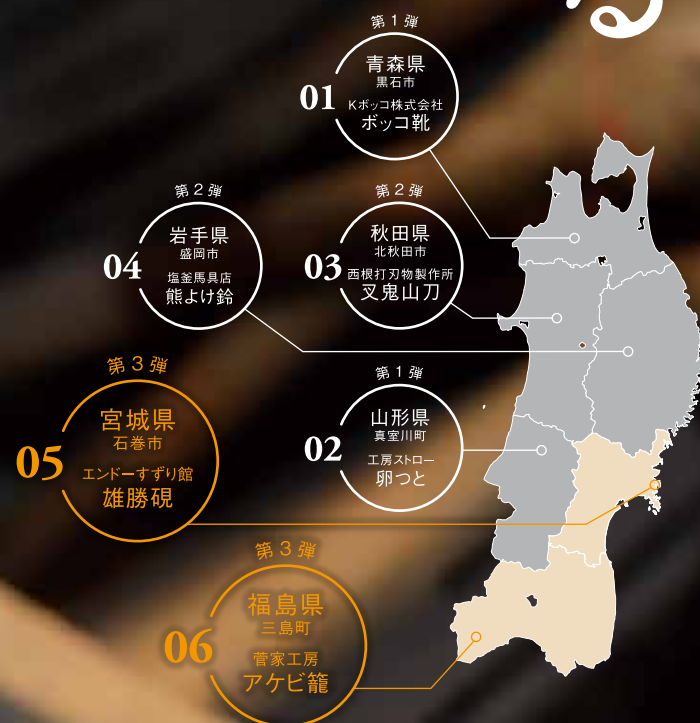 る
第1弾
01
青森県
黒石市
Kボッコ株式会社
ボッコ靴
第2弾
04
岩手県
盛岡市
塩釜馬具店
熊よけ鈴
第2弾
03
秋田県
北秋田市
西根打刃物製作所
叉鬼山刀
第3弾
05
宮城県
石巻市
エンドーすずり館
雄勝硯
第1弾
02
山形県
真室川町
工房ストロー
卵つと
第3弾
06
福島県
三島町
菅家工房
アケビ籠